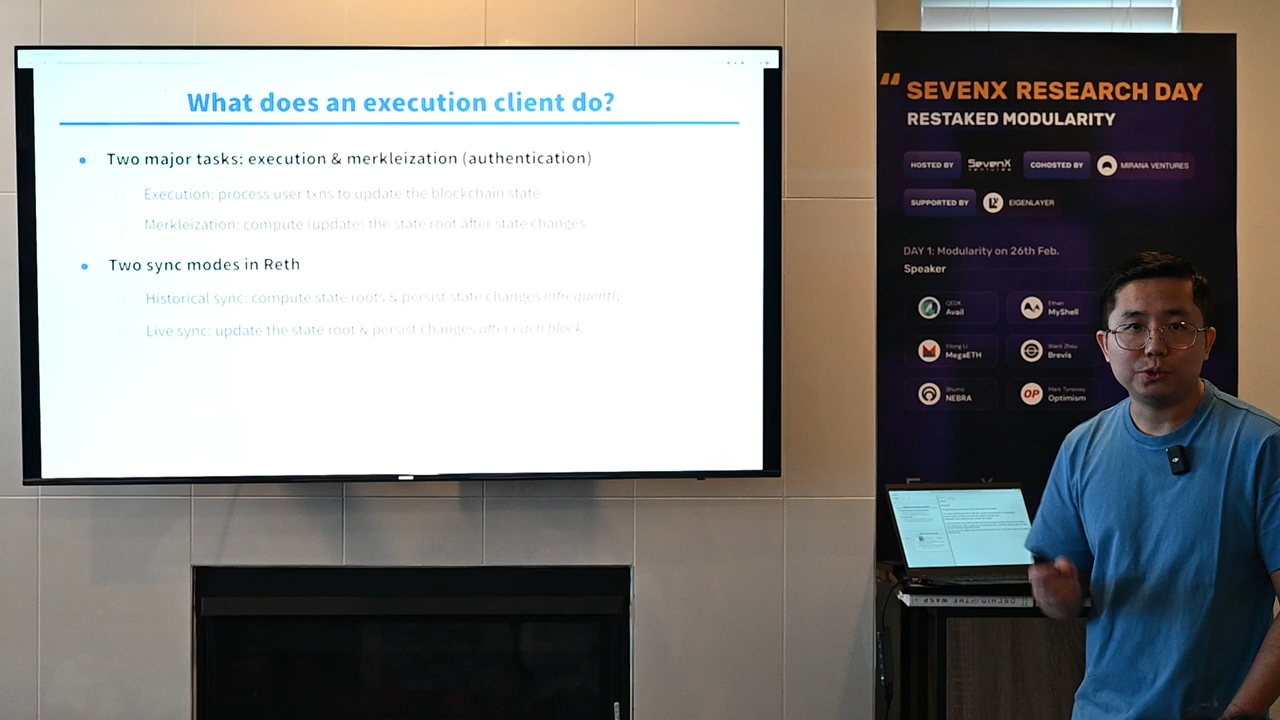 What does an execution client do?
Two major tasks: execution & merkleization (authentication)
Execution: process user txns to update the blockchain state
Merkleization: compute (update) the state root after state changes
Two sync modes in Reth
Historical sync: compute state roots & persist state changes infrequently
Live sync: update the state root & persist changes after each block
“ SEVENX RESEARCH DAY
RESTAKED MODULARITY
HOSTED BY SevenX ventures COHOSTED BY MIRANA VENTURES
SUPPORTED BY EIGENLAYER
DAY 1: Modularity on 26th Feb.
Speaker
QEDK
Avail
Ethan
MyShell
Yilong Li
MegaETH
Brevis
Shumo
NEBRA
OP
Mark Tyneway
Optimism